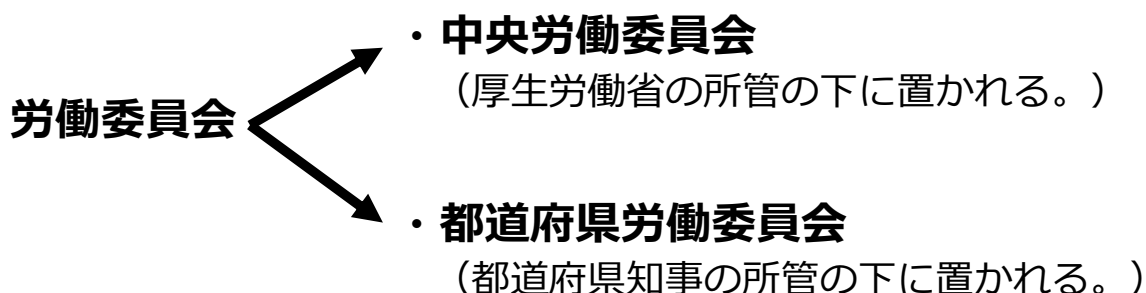 ・中央労働委員会
（厚生労働省の所管の下に置かれる。）
労働委員会
・都道府県労働委員会
（都道府県知事の所管の下に置かれる。）